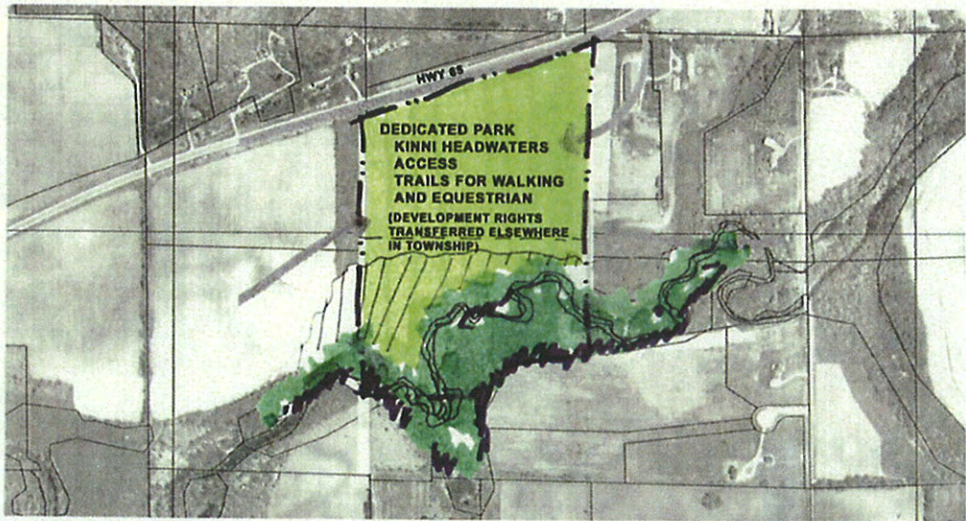 HWY 65
DEDICATED PARK
KINNI HEADWATERS
ACCESS
TRAILS FOR WALKING
AND EQUESTRIAN
(DEVELOPMENT RIGHTS
TRANSFERRED ELSEWHERE
IN TOWNSHIP)